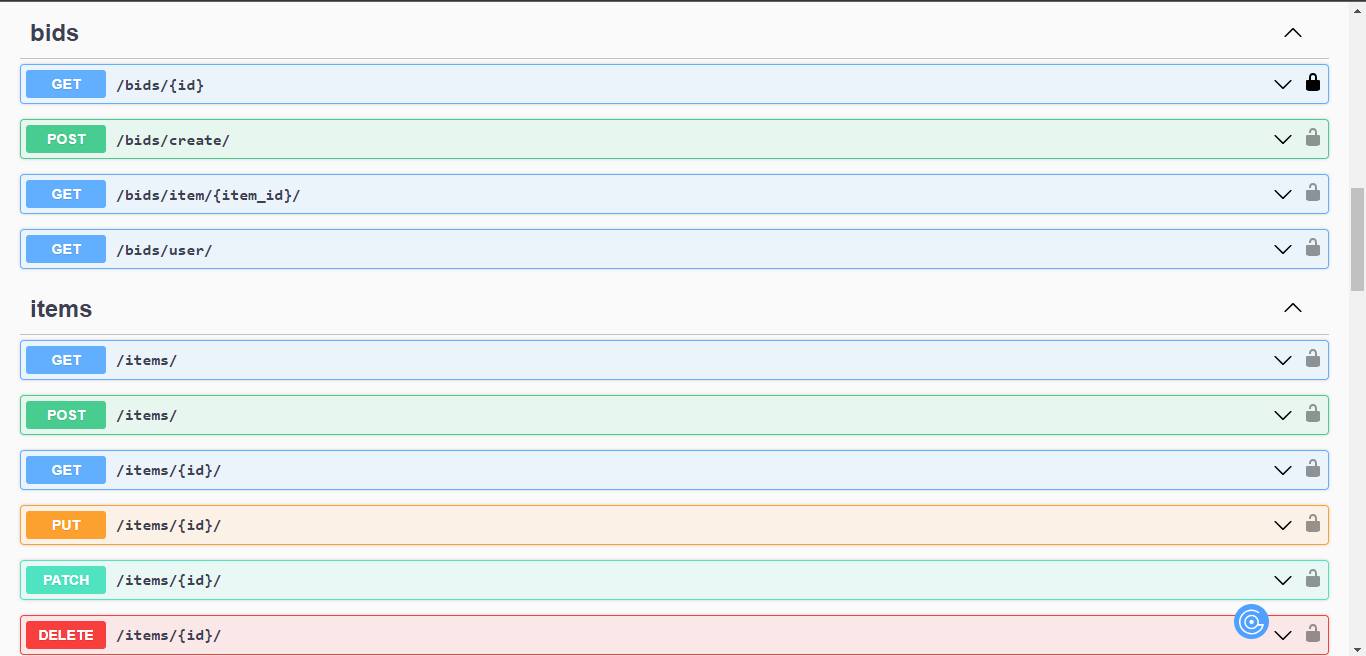 bids
GET /bids/{id}
POST /bids/create/
GET /bids/item/{item_id}/
GET /bids/user/
items
GET /items/
POST /items/
GET /items/{id}/
PUT /items/{id}/
PATCH /items/{id}/
DELETE /items/{id}/